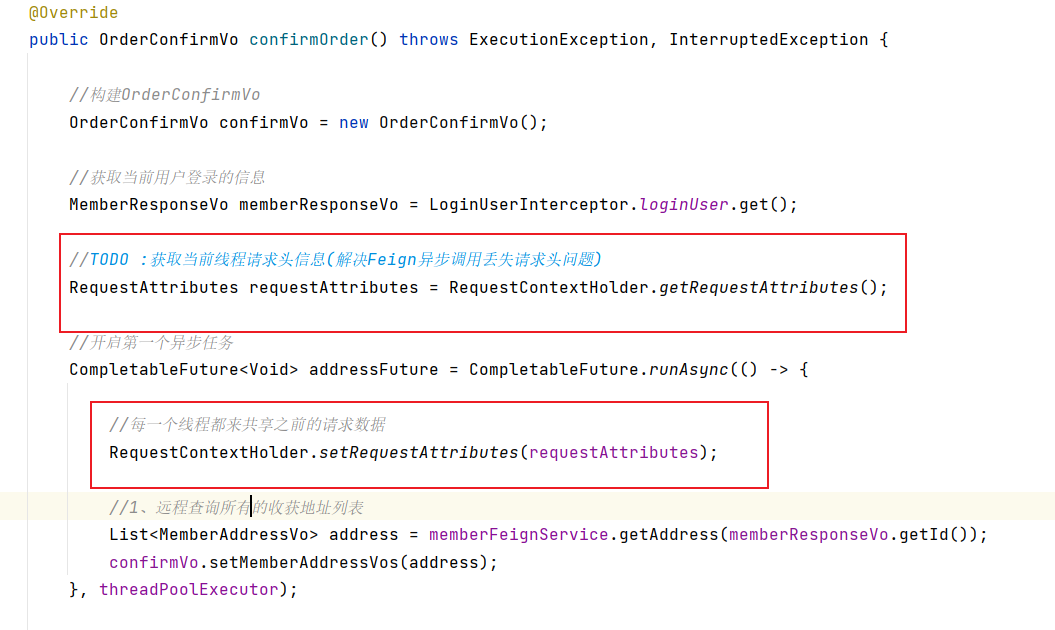 @Override
public OrderConfirmVo confirmOrder() throws ExecutionException, InterruptedException {
//构建OrderConfirmVo
OrderConfirmVo confirmVo = new OrderConfirmVo();
//获取当前用户登录的信息
MemberResponseVo memberResponseVo = LoginUserInterceptor.loginUser.get();
//TODO :获取当前线程请求头信息(解决Feign异步调用丢失请求头问题)
RequestAttributes requestAttributes = RequestContextHolder.getRequestAttributes();
//开启第一个异步任务
CompletableFuture<Void> addressFuture = CompletableFuture.runAsync(() -> {
//每一个线程都来共享之前的请求数据
RequestContextHolder.setRequestAttributes(requestAttributes);
//1、远程查询所有的收获地址列表
List<MemberAddressVo> address = memberFeignService.getAddress(memberResponseVo.getId());
confirmVo.setMemberAddressVos(address);
}, threadPoolExecutor);